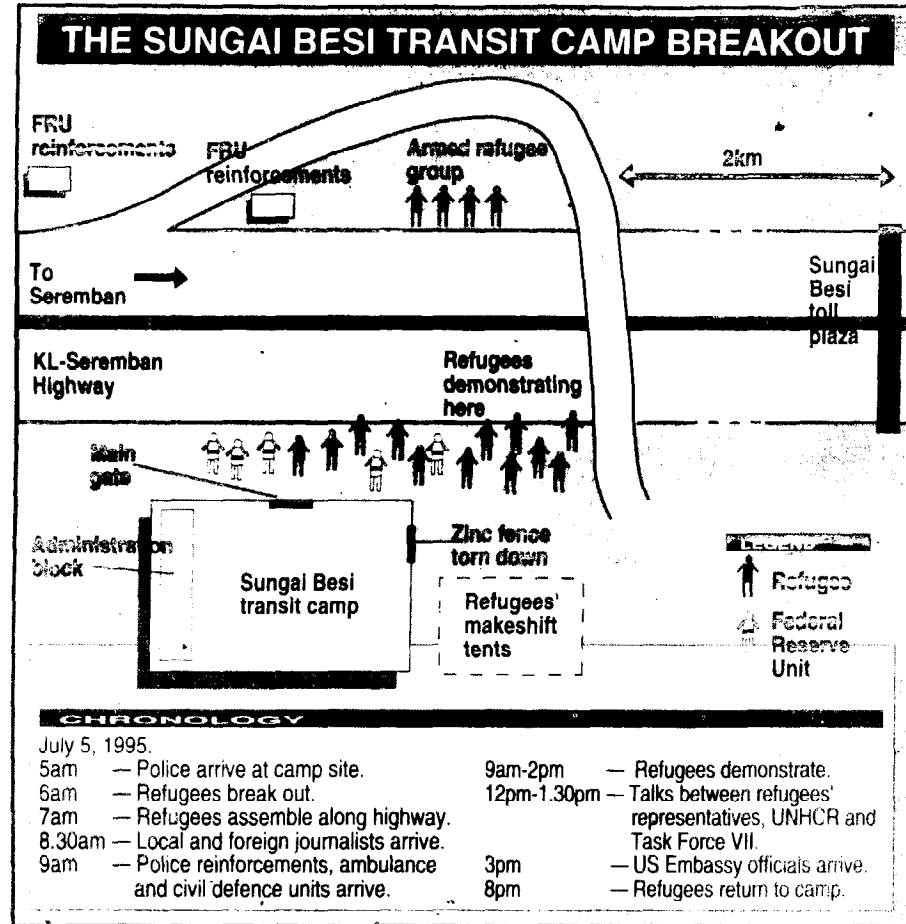 THE SUNGAI BESI TRANSIT CAMP BREAKOUT
FRU
reinforcements
FRU
reinforcements
Armed refugee
group
2km
To
Seremban
Sungai
Besi
toll
plaza
KL-Seremban
Highway
Refugees
demonstrating
here
Main
gate
Administration
block
Sungai Besi
transit camp
Zinc fence
torn down
Refugees'
makeshift
tents
LEGEND
Refugee
Federal
Reserve
Unit
CHRONOLOGY
July 5, 1995.
5am — Police arrive at camp site.
6am — Refugees break out.
7am — Refugees assemble along highway.
8.30am — Local and foreign journalists arrive.
9am — Police reinforcements, ambulance
and civil defence units arrive.
9am-2pm — Refugees demonstrate.
12pm-1.30pm — Talks between refugees'
representatives, UNHCR and
Task Force VII.
3pm — US Embassy officials arrive.
8pm — Refugees return to camp.